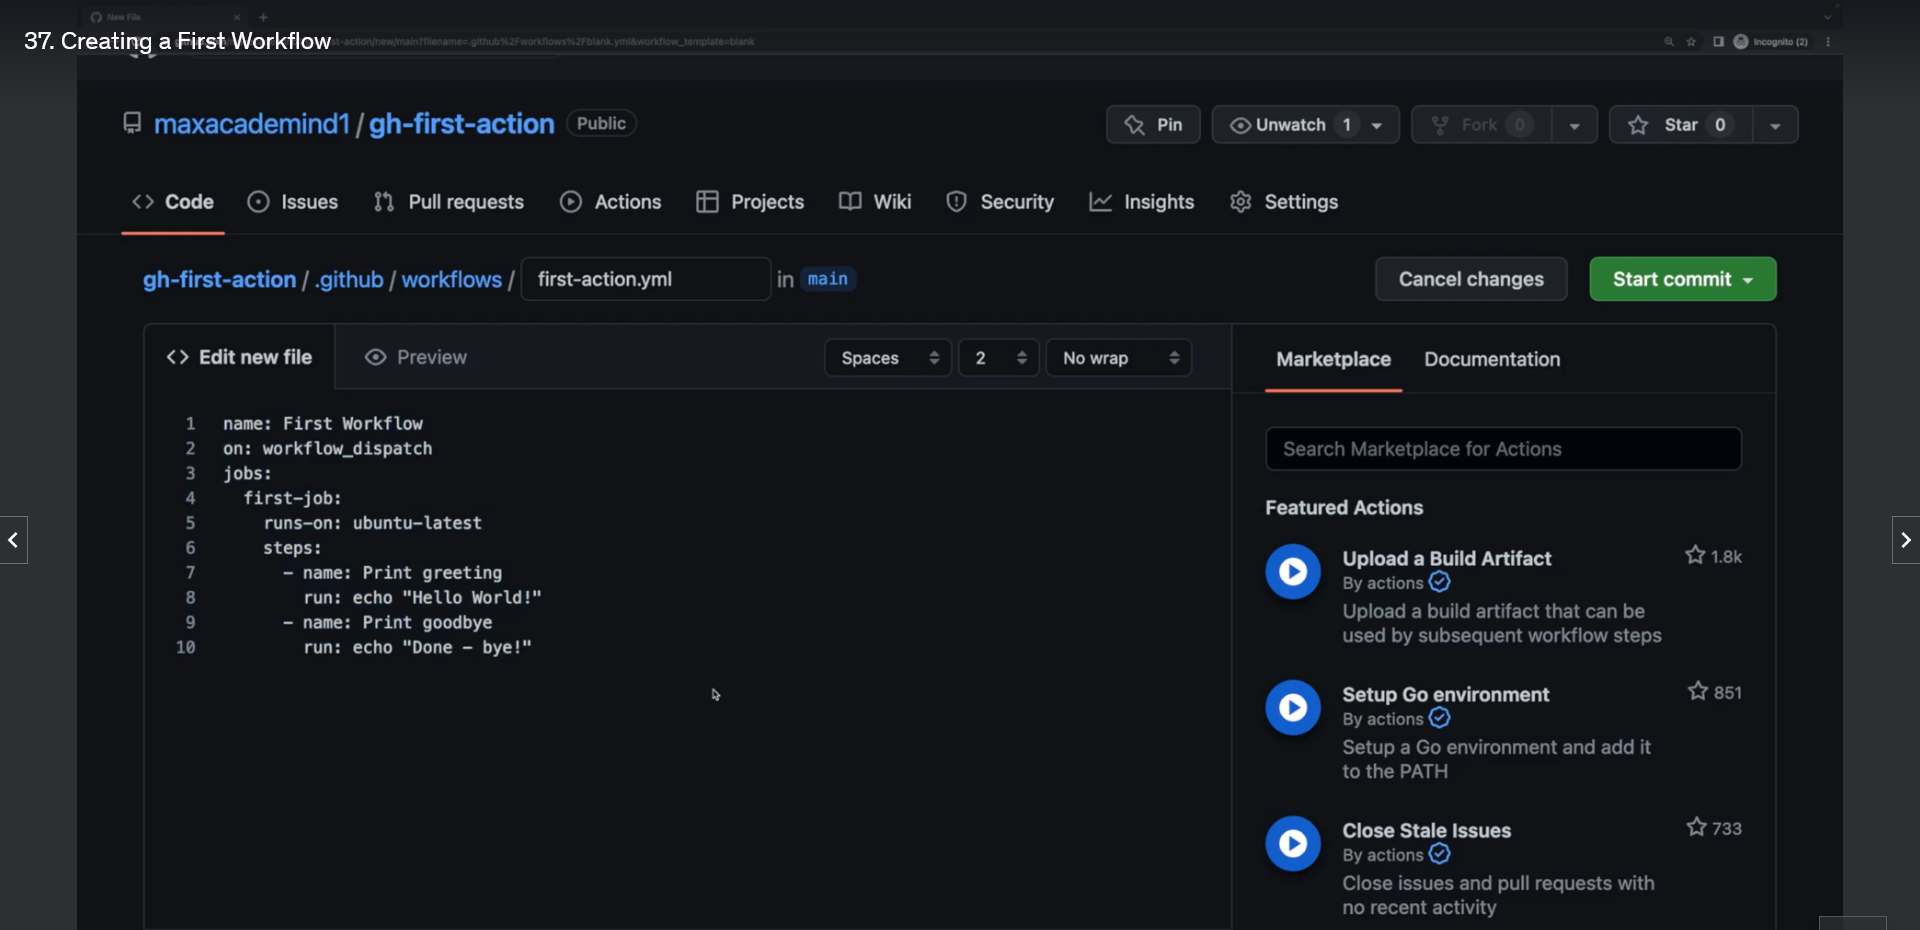 New File
37. Creating a First Workflow
st-action/new/main?filename=.github%2Fworkflows%2Fblank.yml&workflow_template=blank
Incognito (2)
maxacademind1 / gh-first-action Public
Pin
Unwatch 1
Fork 0
Star 0
Code
Issues
Pull requests
Actions
Projects
Wiki
Security
Insights
Settings
gh-first-action / .github / workflows / first-action.yml in main
Cancel changes
Start commit
Edit new file
Preview
Spaces
2
No wrap
1 name: First Workflow
2 on: workflow_dispatch
3 jobs:
4 first-job:
5 runs-on: ubuntu-latest
6 steps:
7 - name: Print greeting
8 run: echo "Hello World!"
9 - name: Print goodbye
10 run: echo "Done - bye!"
Marketplace
Documentation
Search Marketplace for Actions
Featured Actions
Upload a Build Artifact 1.8k
By actions
Upload a build artifact that can be
used by subsequent workflow steps
Setup Go environment 851
By actions
Setup a Go environment and add it
to the PATH
Close Stale Issues 733
By actions
Close issues and pull requests with
no recent activity